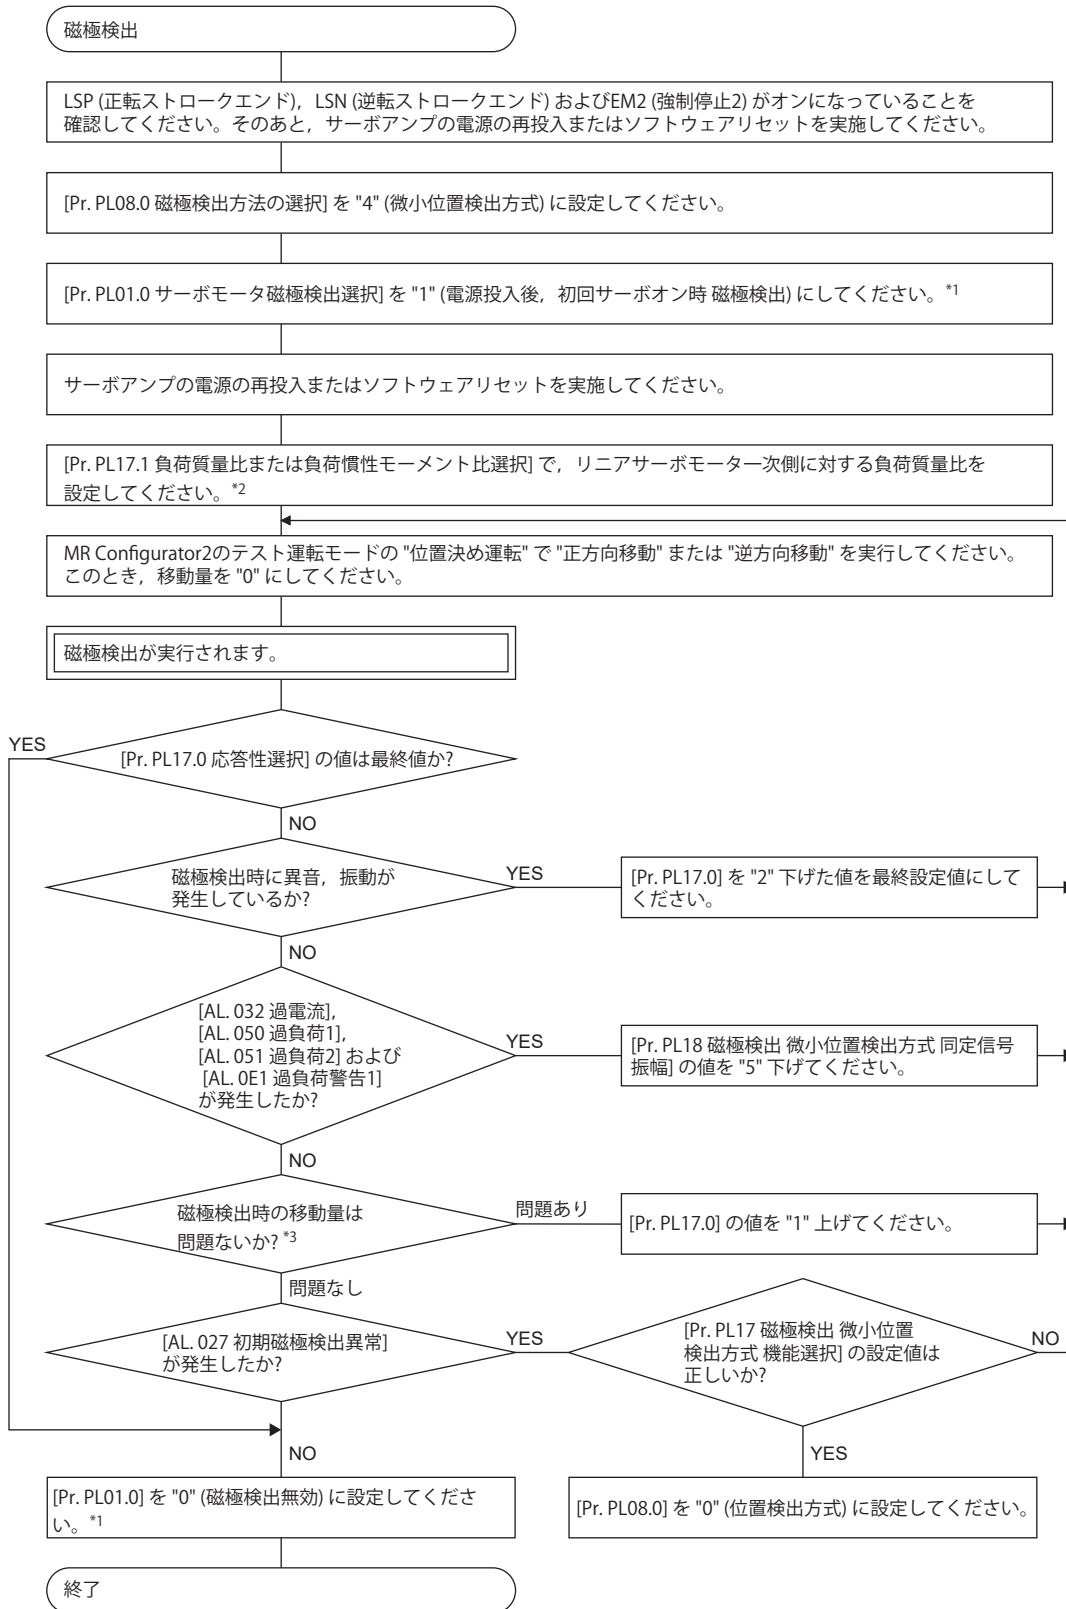 磁極検出
LSP (正転ストロークエンド)，LSN (逆転ストロークエンド) およびEM2 (強制停止2) がオンになっていることを
確認してください。そのあと，サーボアンプの電源の再投入またはソフトウェアリセットを実施してください。
[Pr. PL08.0 磁極検出方法の選択] を "4" (微小位置検出方式) に設定してください。
[Pr. PL01.0 サーボモータ磁極検出選択] を "1" (電源投入後，初回サーボオン時 磁極検出) にしてください。*1
サーボアンプの電源の再投入またはソフトウェアリセットを実施してください。
[Pr. PL17.1 負荷質量比または負荷慣性モーメント比選択] で，リニアサーボモータ一次側に対する負荷質量比を
設定してください。*2
MR Configurator2のテスト運転モードの "位置決め運転" で "正方向移動" または "逆方向移動" を実行してください。
このとき，移動量を "0" にしてください。
磁極検出が実行されます。
YES
[Pr. PL17.0 応答性選択] の値は最終値か?
NO
磁極検出時に異音，振動が
発生しているか?
YES
[Pr. PL17.0] を "2" 下げた値を最終設定値にして
ください。
NO
[AL. 032 過電流]，
[AL. 050 過負荷1]，
[AL. 051 過負荷2] および
[AL. 0E1 過負荷警告1]
が発生したか?
YES
[Pr. PL18 磁極検出 微小位置検出方式 同定信号
振幅] の値を "5" 下げてください。
NO
磁極検出時の移動量は
問題ないか? *3
問題あり
[Pr. PL17.0] の値を "1" 上げてください。
問題なし
[AL. 027 初期磁極検出異常]
が発生したか?
YES
[Pr. PL17 磁極検出 微小位置
検出方式 機能選択] の設定値は
正しいか?
NO
NO
YES
[Pr. PL01.0] を "0" (磁極検出無効) に設定してくださ
い。*1
[Pr. PL08.0] を "0" (位置検出方式) に設定してください。
終了